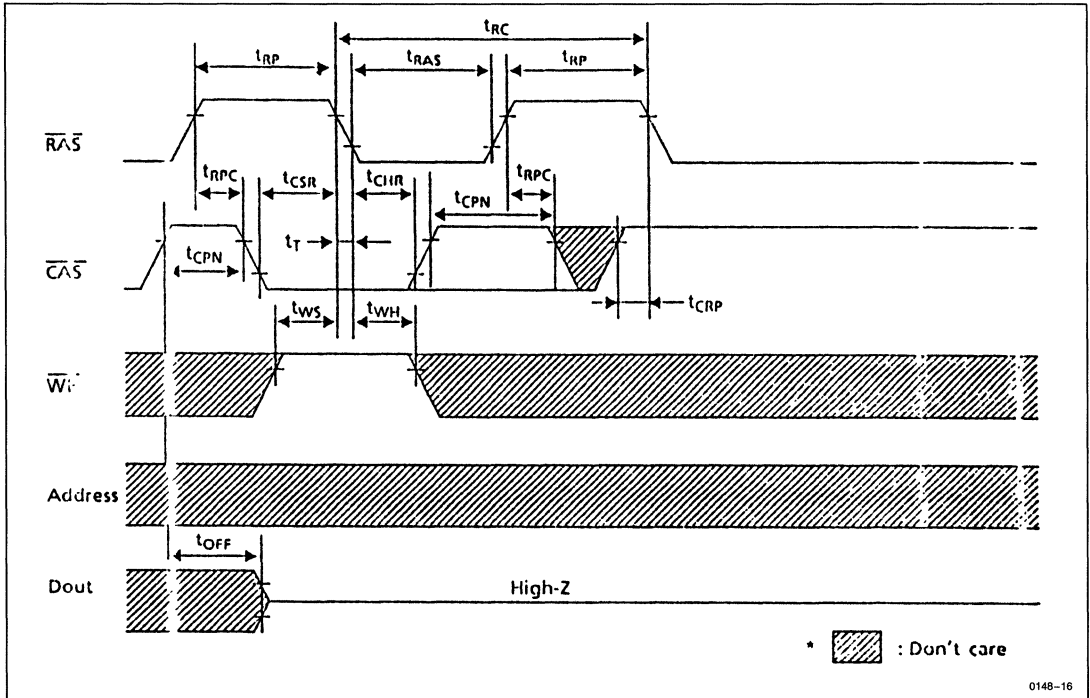 tRC
tRP tRAS tRP
RAS
tRPC tCSR tCHR tCPN tRPC
tT
CAS
tCPN
tCRP
tWS tWH
WE
Address
tOFF
Dout High-Z
* : Don't care
0148-16